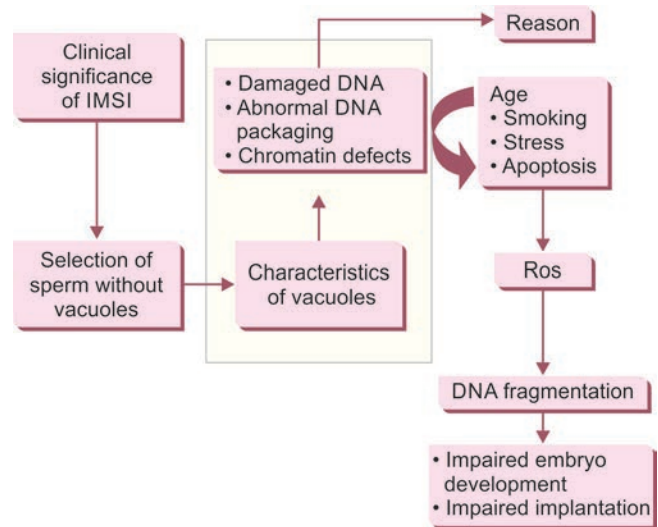 Clinical
significance
of IMSI
Selection of
sperm without
vacuoles
Characteristics
of vacuoles
• Damaged DNA
• Abnormal DNA
packaging
• Chromatin defects
Reason
Age
• Smoking
• Stress
• Apoptosis
Ros
DNA fragmentation
• Impaired embryo
development
• Impaired implantation